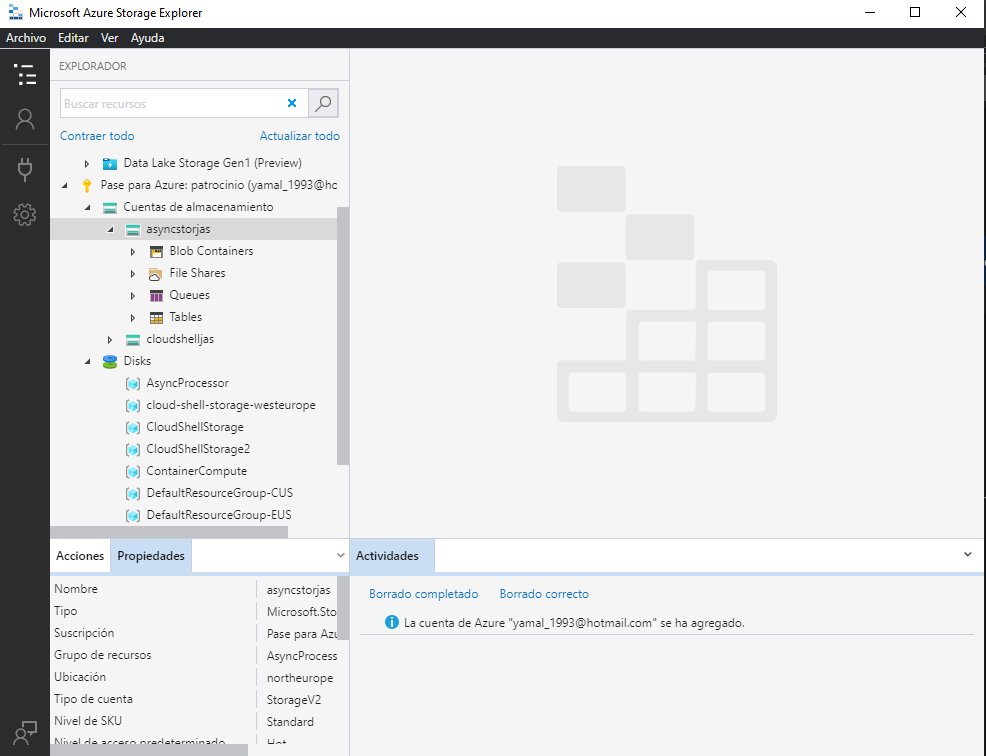 Microsoft Azure Storage Explorer
Archivo Editar Ver Ayuda
EXPLORADOR
Buscar recursos
Contraer todo Actualizar todo
Data Lake Storage Gen1 (Preview)
Pase para Azure: patrocinio (yamal_1993@ho
Cuentas de almacenamiento
asyncstorjas
Blob Containers
File Shares
Queues
Tables
cloudshelljas
Disks
AsyncProcessor
cloud-shell-storage-westeurope
CloudShellStorage
CloudShellStorage2
ContainerCompute
DefaultResourceGroup-CUS
DefaultResourceGroup-EUS
Acciones Propiedades
Nombre asyncstorjas
Tipo Microsoft.Sto
Suscripción Pase para Azu
Grupo de recursos AsyncProcess
Ubicación northeurope
Tipo de cuenta StorageV2
Nivel de SKU Standard
Nivel de acceso predeterminado Hot
Actividades
Borrado completado Borrado correcto
La cuenta de Azure "yamal_1993@hotmail.com" se ha agregado.